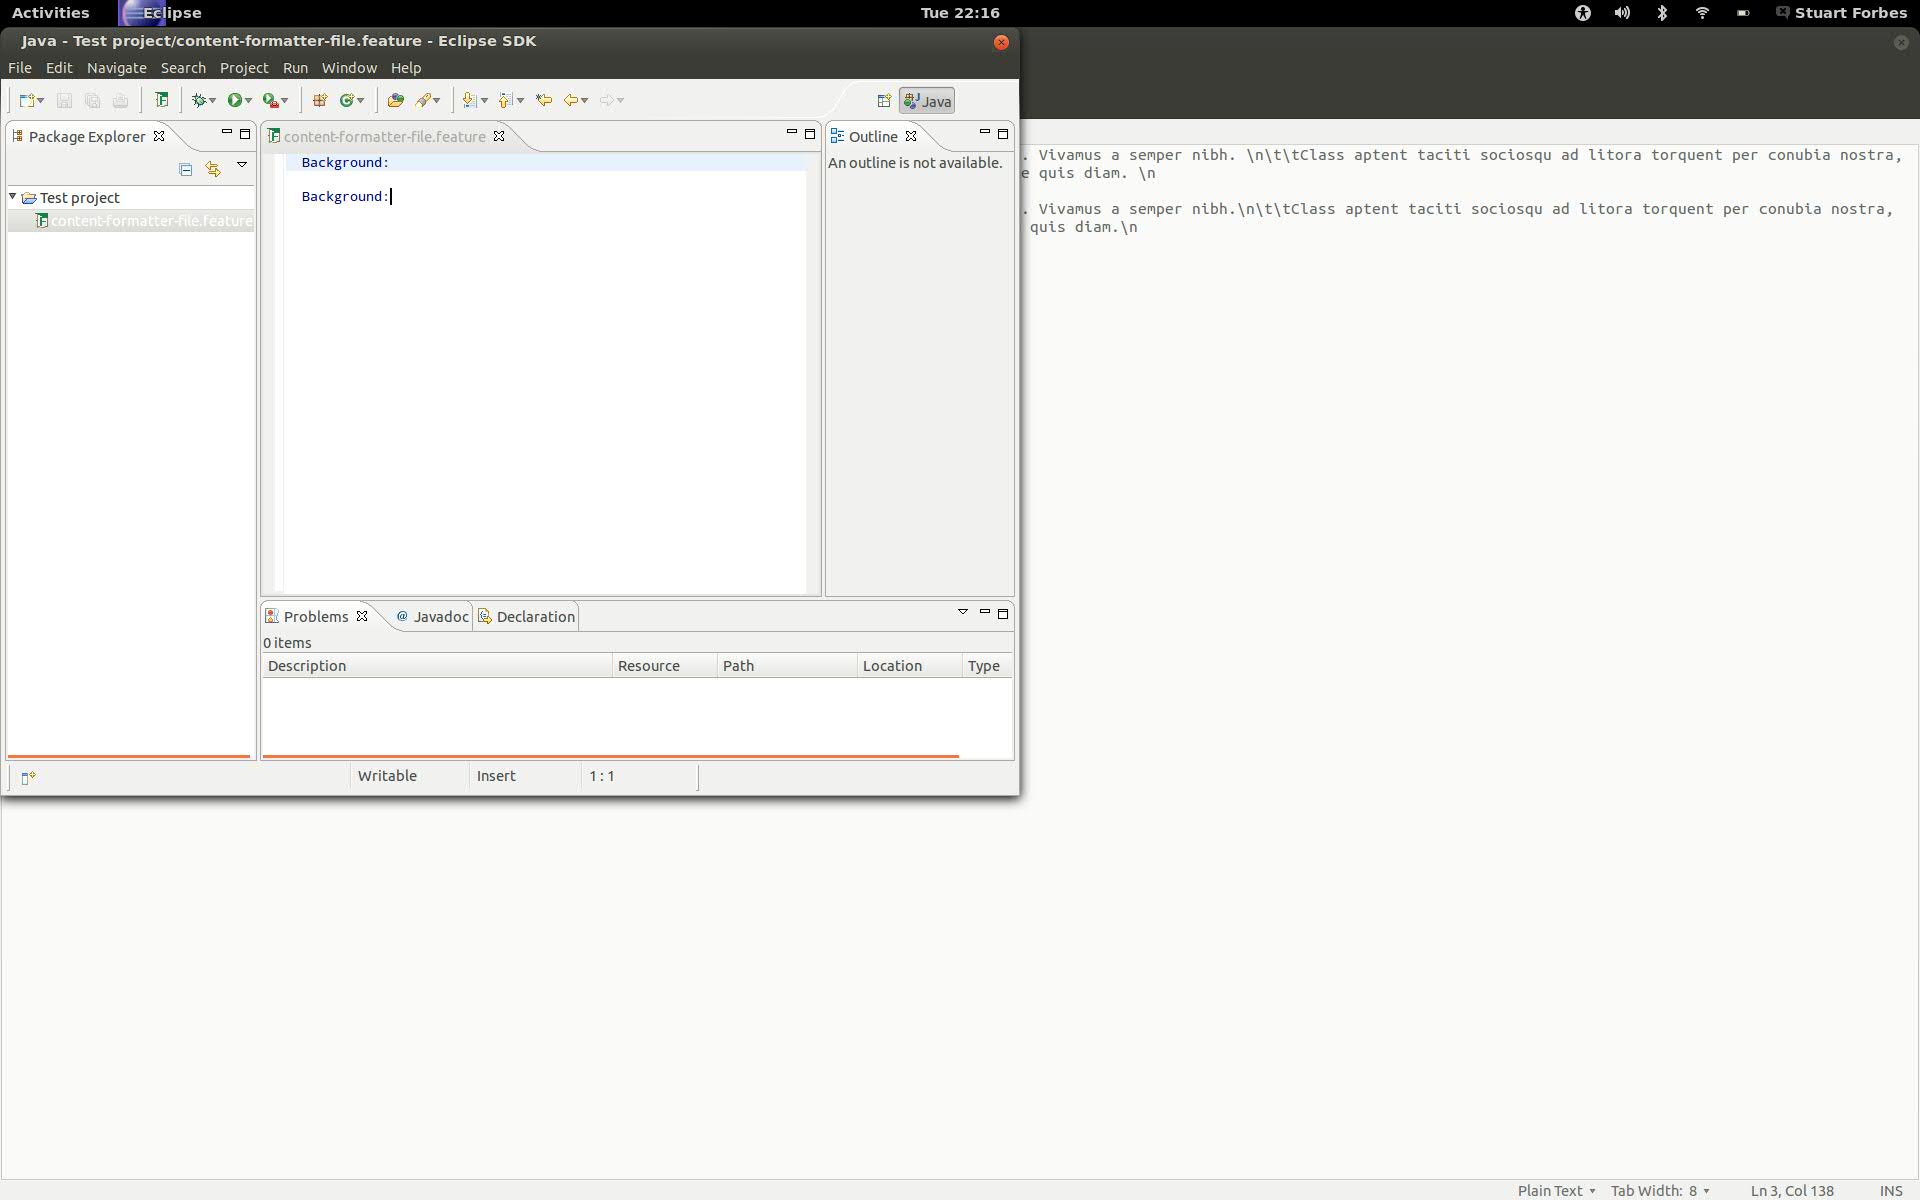 Activities
Eclipse
Tue 22:16
Stuart Forbes
Java - Test project/content-formatter-file.feature - Eclipse SDK
File Edit Navigate Search Project Run Window Help
Java
Package Explorer
Test project
content-formatter-file.feature
content-formatter-file.feature
Background:
Background:
Outline
An outline is not available.
. Vivamus a semper nibh. \n\t\tClass aptent taciti sociosqu ad litora torquent per conubia nostra,
e quis diam. \n
. Vivamus a semper nibh.\n\t\tClass aptent taciti sociosqu ad litora torquent per conubia nostra,
quis diam.\n
Problems
@ Javadoc
Declaration
0 items
Description Resource Path Location Type
Writable Insert 1 : 1
Plain Text Tab Width: 8 Ln 3, Col 138 INS